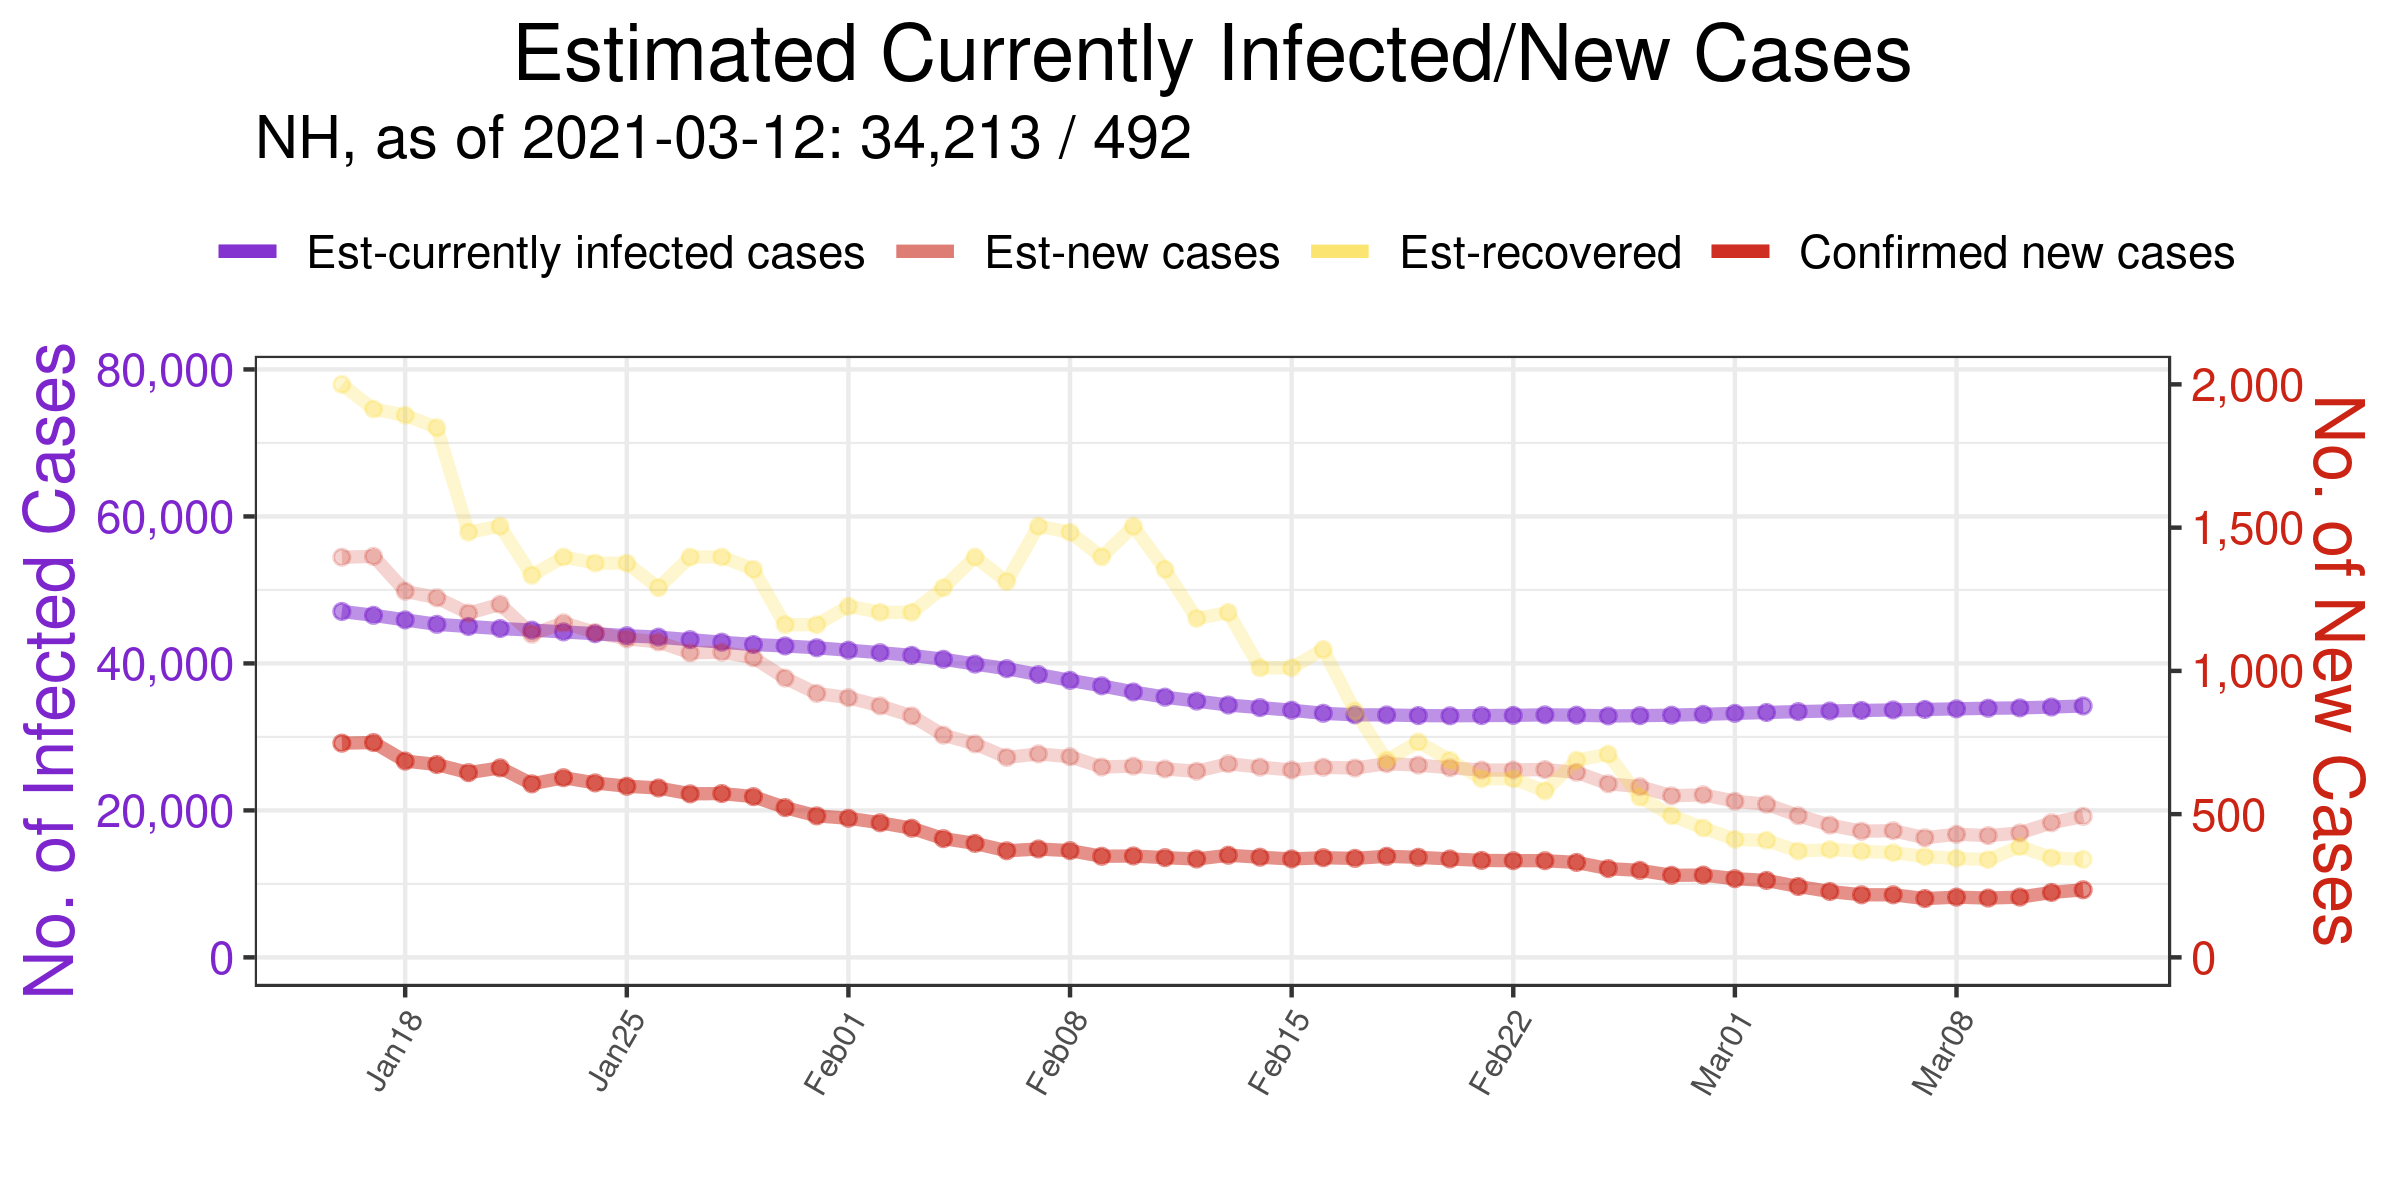 Estimated Currently Infected/New Cases
NH, as of 2021-03-12: 34,213 / 492
Est-currently infected cases Est-new cases Est-recovered Confirmed new cases
No. of Infected Cases
80,000
60,000
40,000
20,000
0
2,000
1,500
1,000
500
0
No. of New Cases
Jan18 Jan25 Feb01 Feb08 Feb15 Feb22 Mar01 Mar08